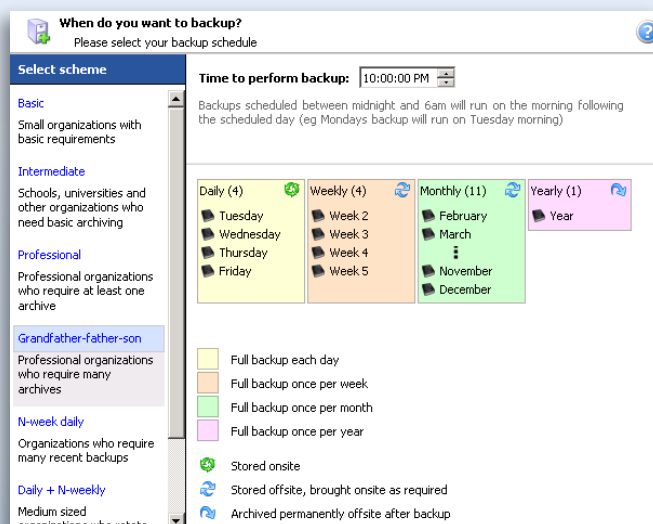 When do you want to backup?
Please select your backup schedule
Select scheme
Basic
Small organizations with
basic requirements
Intermediate
Schools, universities and
other organizations who
need basic archiving
Professional
Professional organizations
who require at least one
archive
Grandfather-father-son
Professional organizations
who require many
archives
N-week daily
Organizations who require
many recent backups
Daily + N-weekly
Medium sized
organizations who rotate
Time to perform backup: 10:00:00 PM
Backups scheduled between midnight and 6am will run on the morning following
the scheduled day (eg Mondays backup will run on Tuesday morning)
Daily (4)
Tuesday
Wednesday
Thursday
Friday
Weekly (4)
Week 2
Week 3
Week 4
Week 5
Monthly (11)
February
March
November
December
Yearly (1)
Year
Full backup each day
Full backup once per week
Full backup once per month
Full backup once per year
Stored onsite
Stored offsite, brought onsite as required
Archived permanently offsite after backup